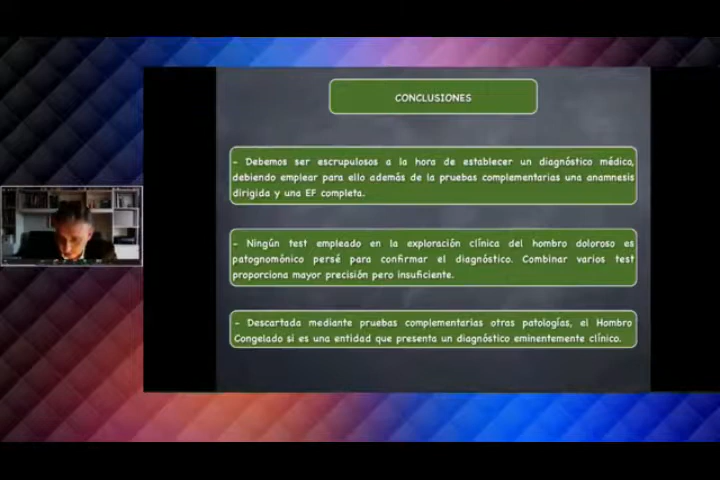 CONCLUSIONES
- Debemos ser escrupulosos a la hora de establecer un diagnóstico médico,
debiendo emplear para ello además de la pruebas complementarias una anamnesis
dirigida y una EF completa.
- Ningún test empleado en la exploración clínica del hombro doloroso es
patognomónico persé para confirmar el diagnóstico. Combinar varios test
proporciona mayor precisión pero insuficiente.
- Descartada mediante pruebas complementarias otras patologías, el Hombro
Congelado si es una entidad que presenta un diagnóstico eminentemente clínico.